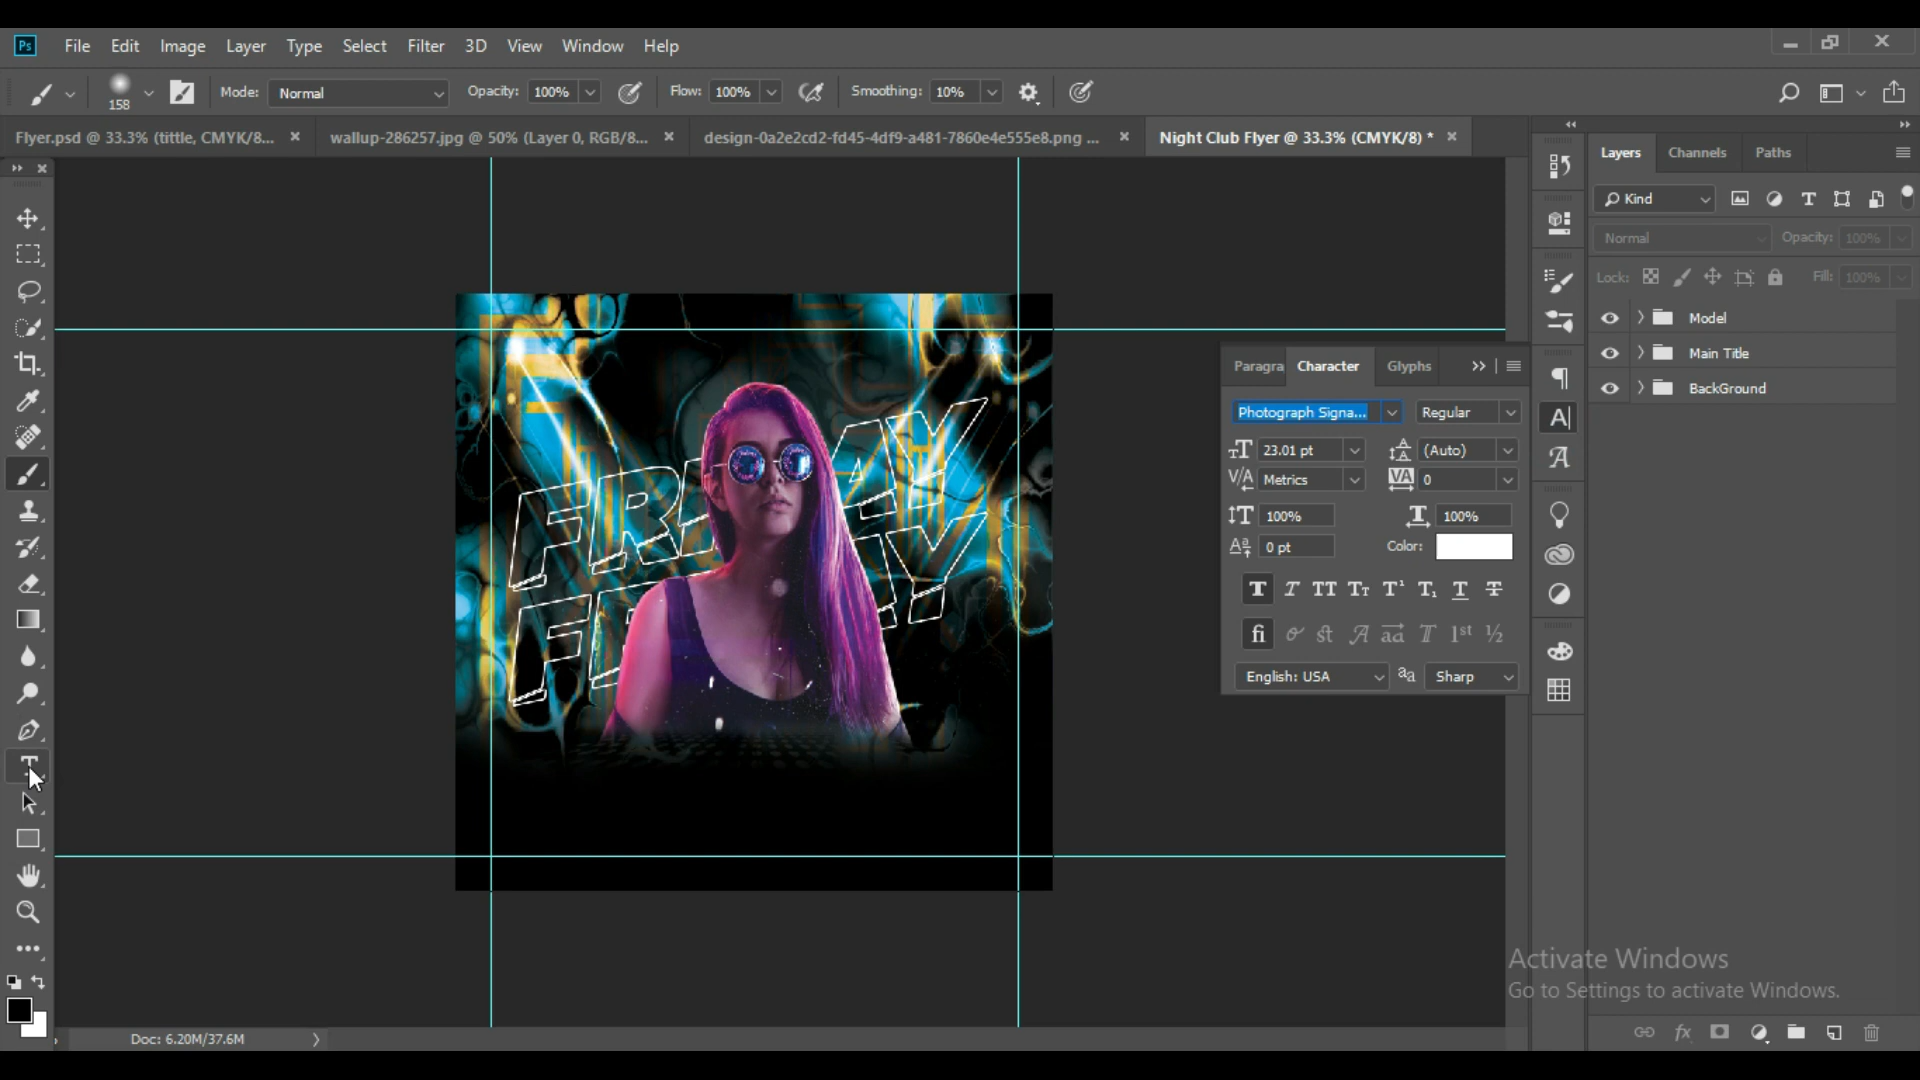 Ps File Edit Image Layer Type Select Filter 3D View Window Help
158 Mode: Normal Opacity: 100% Flow: 100% Smoothing: 10%
Flyer.psd @ 33.3% (tittle, CMYK/8... × wallup-286257.jpg @ 50% (Layer 0, RGB/8... × design-0a2e2cd2-fd45-4df9-a481-7860e4e555e8.png ... × Night Club Flyer @ 33.3% (CMYK/8) * ×
Layers Channels Paths
Kind
Normal Opacity: 100%
Lock: Fill: 100%
Model
Main Title
BackGround
Paragra Character Glyphs
Photograph Signa... Regular
23.01 pt (Auto)
Metrics 0
100% 100%
0 pt Color:
T T TT Tт T¹ T₁ T T
fi st A aa T 1st ½
English: USA aa Sharp
Activate Windows
Go to Settings to activate Windows.
Doc: 6.20M/37.6M